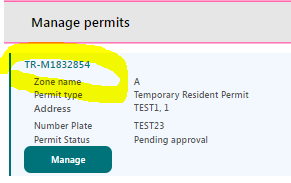 Manage permits
TR-M1832854
Zone name A
Permit type Temporary Resident Permit
Address TEST1, 1
Number Plate TEST23
Permit Status Pending approval
Manage